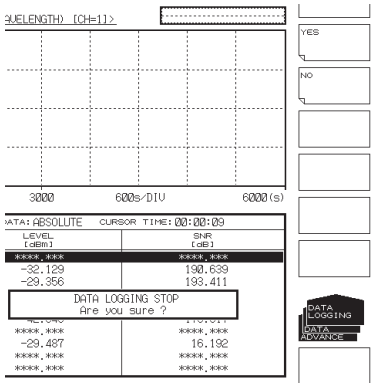 AVELENGTH) [CH=1]>
YES
NO
3000 600s/DIV 6000(s)
DATA: ABSOLUTE CURSOR TIME: 00:00:09
LEVEL SNR
[dBm] [dB]
****.*** ****.***
-32.129 190.639
-29.356 193.411
DATA LOGGING STOP
Are you sure ?
****.*** ****.***
-29.487 16.192
****.*** ****.***
****.*** ****.***
DATA
LOGGING
DATA
ADVANCE